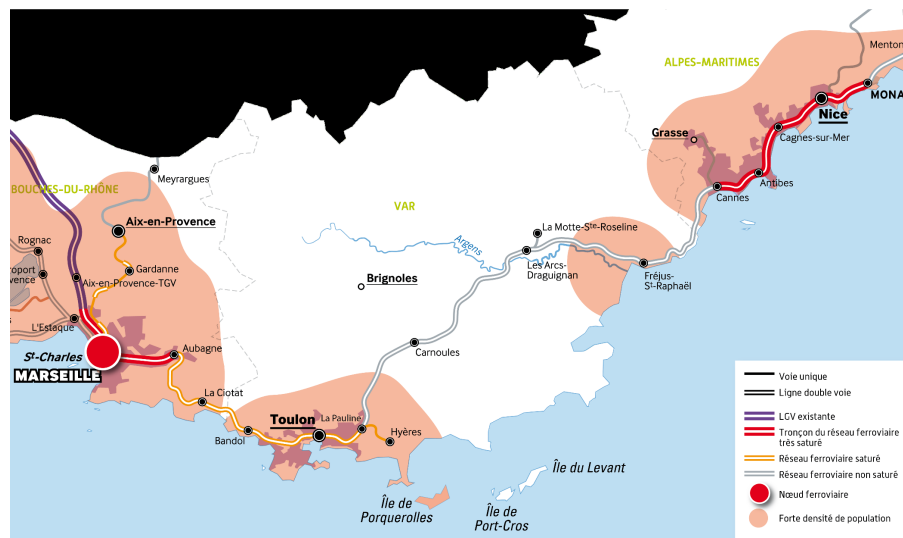 ALPES-MARITIMES
Menton
MONA
Nice
Grasse
Cagnes-sur-Mer
Antibes
Cannes
Meyrargues
BOUCHES-DU-RHÔNE
VAR
Aix-en-Provence
La Motte-Ste-Roseline
Argens
Rognac
Gardanne
Les Arcs-
Draguignan
roport
vence
Aix-en-Provence-TGV
Brignoles
Fréjus-
St-Raphaël
s
L'Estaque
St-Charles
MARSEILLE
Aubagne
Carnoules
La Ciotat
Toulon
La Pauline
Bandol
Hyères
Île du Levant
Île de
Porquerolles
Île de
Port-Cros
Voie unique
Ligne double voie
LGV existante
Tronçon du réseau ferroviaire
très saturé
Réseau ferroviaire saturé
Réseau ferroviaire non saturé
Nœud ferroviaire
Forte densité de population